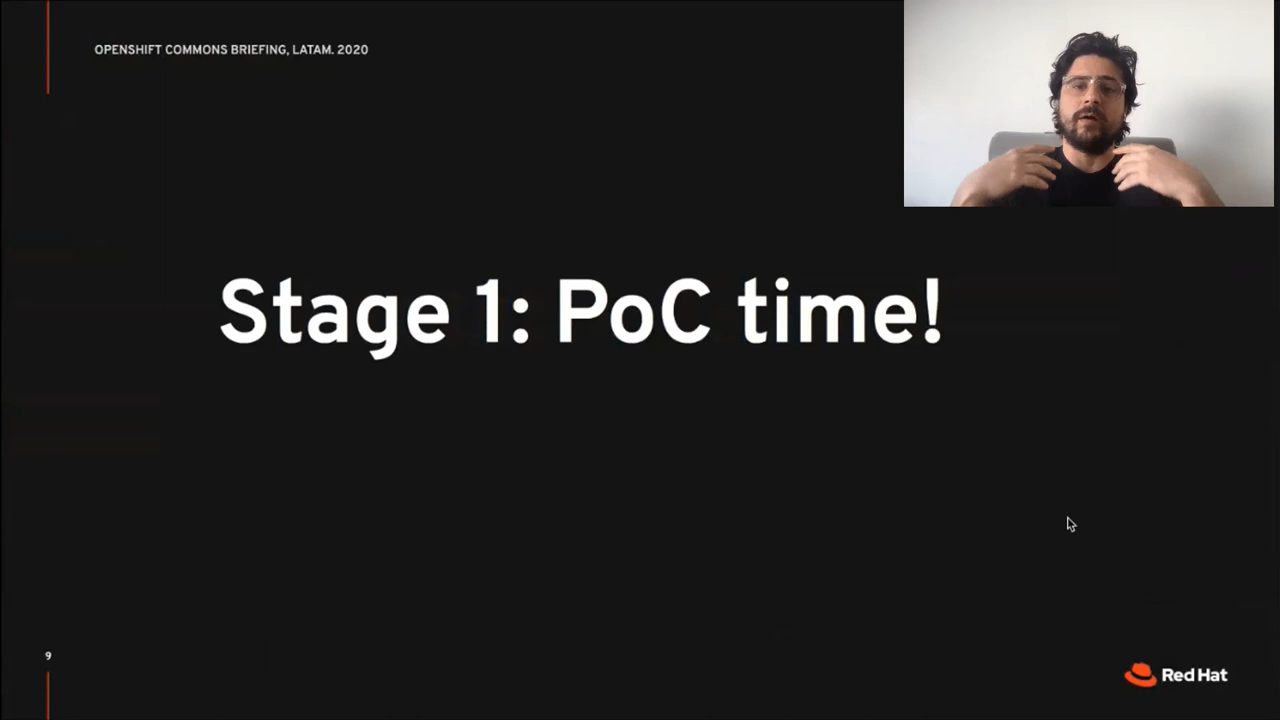 OPENSHIFT COMMONS BRIEFING, LATAM. 2020
Stage 1: PoC time!
9
Red Hat